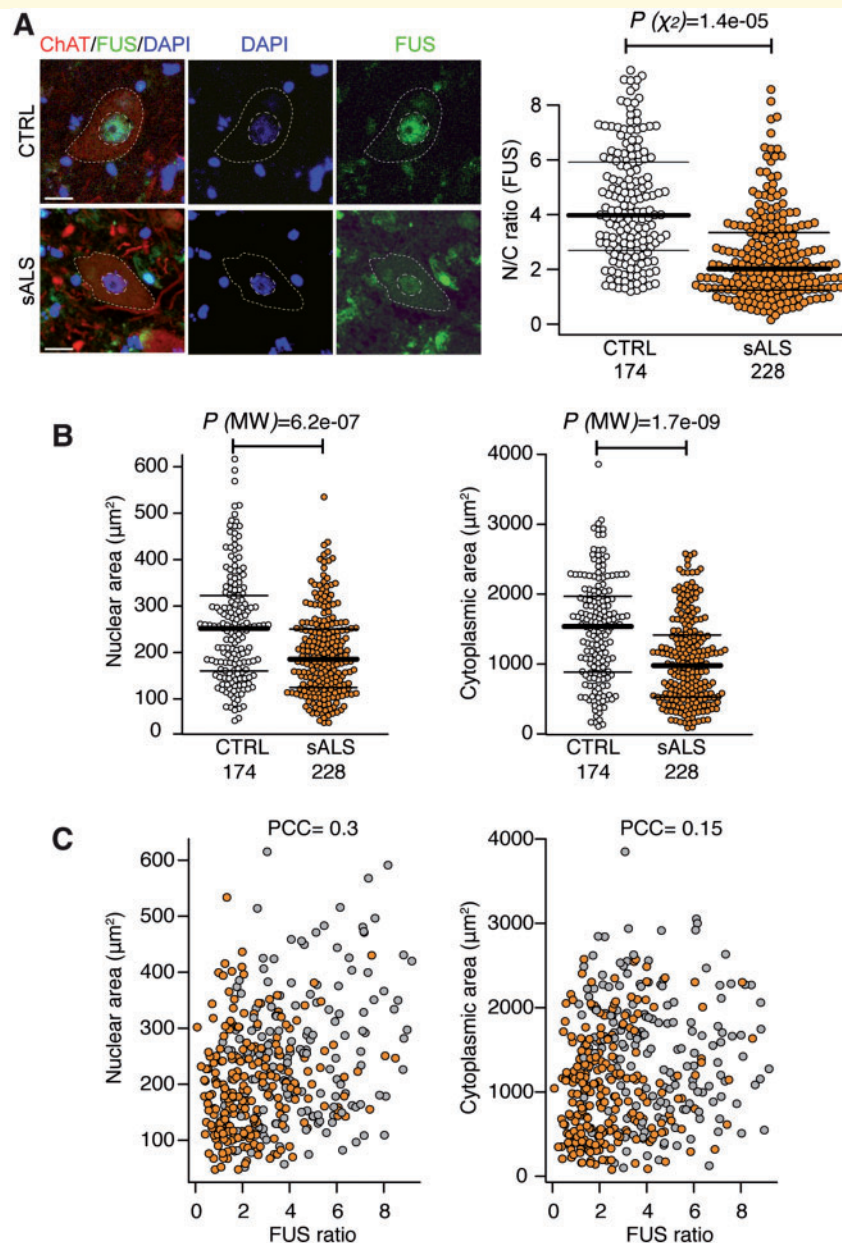 A
ChAT/FUS/DAPI
DAPI
FUS
CTRL
sALS
P (χ2)=1.4e-05
N/C ratio (FUS)
8
6
4
2
0
CTRL
sALS
174
228
B
P (MW)=6.2e-07
Nuclear area (µm²)
600
500
400
300
200
100
0
CTRL
sALS
174
228
P (MW)=1.7e-09
Cytoplasmic area (µm²)
4000
3000
2000
1000
0
CTRL
sALS
174
228
C
PCC= 0.3
Nuclear area (µm²)
600
500
400
300
200
100
0 2 4 6 8
FUS ratio
PCC= 0.15
Cytoplasmic area (µm²)
4000
3000
2000
1000
0
0 2 4 6 8
FUS ratio